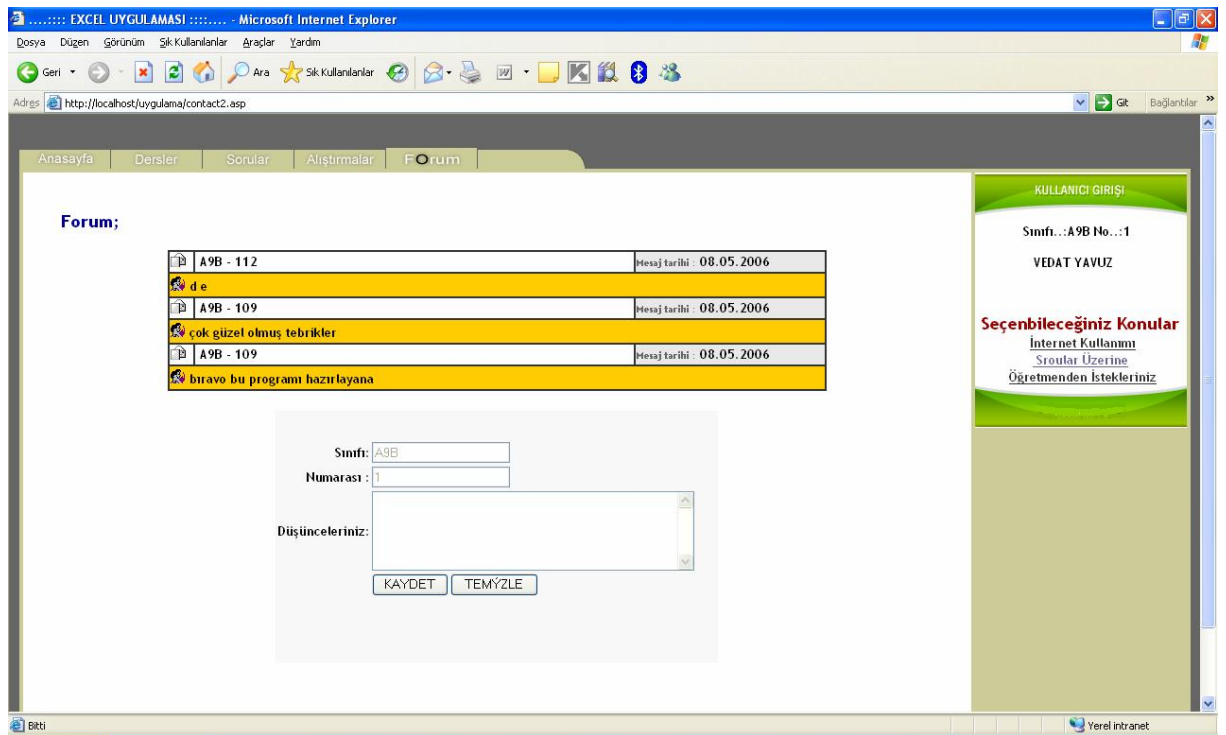 ....:::: EXCEL UYGULAMASI ::::.... - Microsoft Internet Explorer
Dosya Düzen Görünüm Sık Kullanılanlar Araçlar Yardım
Geri Ara Sık Kullanılanlar
Adres http://localhost/uygulama/contact2.asp Git Bağlantılar »
Anasayfa Dersler Sorular Alıştırmalar FOrum
KULLANICI GIRIŞI
Sınıfı..:A9B No..:1
VEDAT YAVUZ
Seçenbileceğiniz Konular
İnternet Kullanımı
Sroular Üzerine
Öğretmenden İstekleriniz
Forum;
A9B - 112 Mesaj tarihi : 08.05.2006
d e
A9B - 109 Mesaj tarihi : 08.05.2006
çok güzel olmuş tebrikler
A9B - 109 Mesaj tarihi : 08.05.2006
bıravo bu programı hazırlayana
Sınıfı: A9B
Numarası : 1
Düşünceleriniz:
KAYDET TEMÝZLE
Bitti Yerel intranet